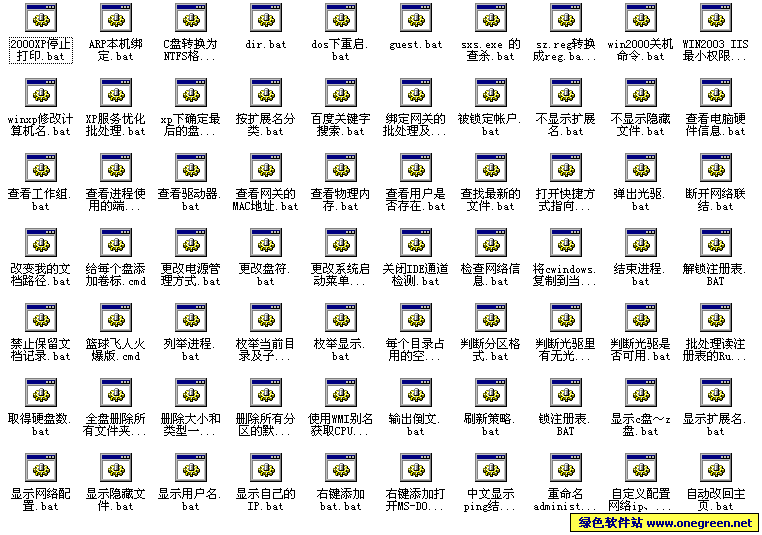 2000XP停止
打印.bat
ARP本机绑
定.bat
C盘转换为
NTFS格...
dir.bat
dos下重启.
bat
guest.bat
sxs.exe 的
查杀.bat
sz.reg转换
成reg.ba...
win2000关机
命令.bat
WIN2003 IIS
最小权限...
winxp修改计
算机名.bat
XP服务优化
批处理.bat
xp下确定最
后的盘...
按扩展名分
类.bat
百度关键字
搜索.bat
绑定网关的
批处理及...
被锁定帐户.
bat
不显示扩展
名.bat
不显示隐藏
文件.bat
查看电脑硬
件信息.bat
查看工作组.
bat
查看进程使
用的端...
查看驱动器.
bat
查看网关的
MAC地址.bat
查看物理内
存.bat
查看用户是
否存在.bat
查找最新的
文件.bat
打开快捷方
式指向...
弹出光驱.
bat
断开网络联
结.bat
改变我的文
档路径.bat
给每个盘添
加卷标.cmd
更改电源管
理方式.bat
更改盘符.
bat
更改系统启
动菜单...
关闭IDE通道
检测.bat
检查网络信
息.bat
将cwindows.
复制到当...
结束进程.
bat
解锁注册表.
BAT
禁止保留文
档记录.bat
篮球飞人火
爆版.cmd
列举进程.
bat
枚举当前目
录及子...
枚举显示.
bat
每个目录占
用的空...
判断分区格
式.bat
判断光驱里
有无光...
判断光驱是
否可用.bat
批处理读注
册表的Ru...
取得硬盘数.
bat
全盘删除所
有文件夹...
删除大小和
类型一...
删除所有分
区的默...
使用WMI别名
获取CPU...
输出倒文.
bat
刷新策略.
bat
锁注册表.
BAT
显示c盘～z
盘.bat
显示扩展名.
bat
显示网络配
置.bat
显示隐藏文
件.bat
显示用户名.
bat
显示自己的
IP.bat
右键添加
bat.bat
右键添加打
开MS-DO...
中文显示
ping结...
重命名
administ...
自定义配置
网络ip、...
自动改回主
页.bat
绿色软件站 www.onegreen.net